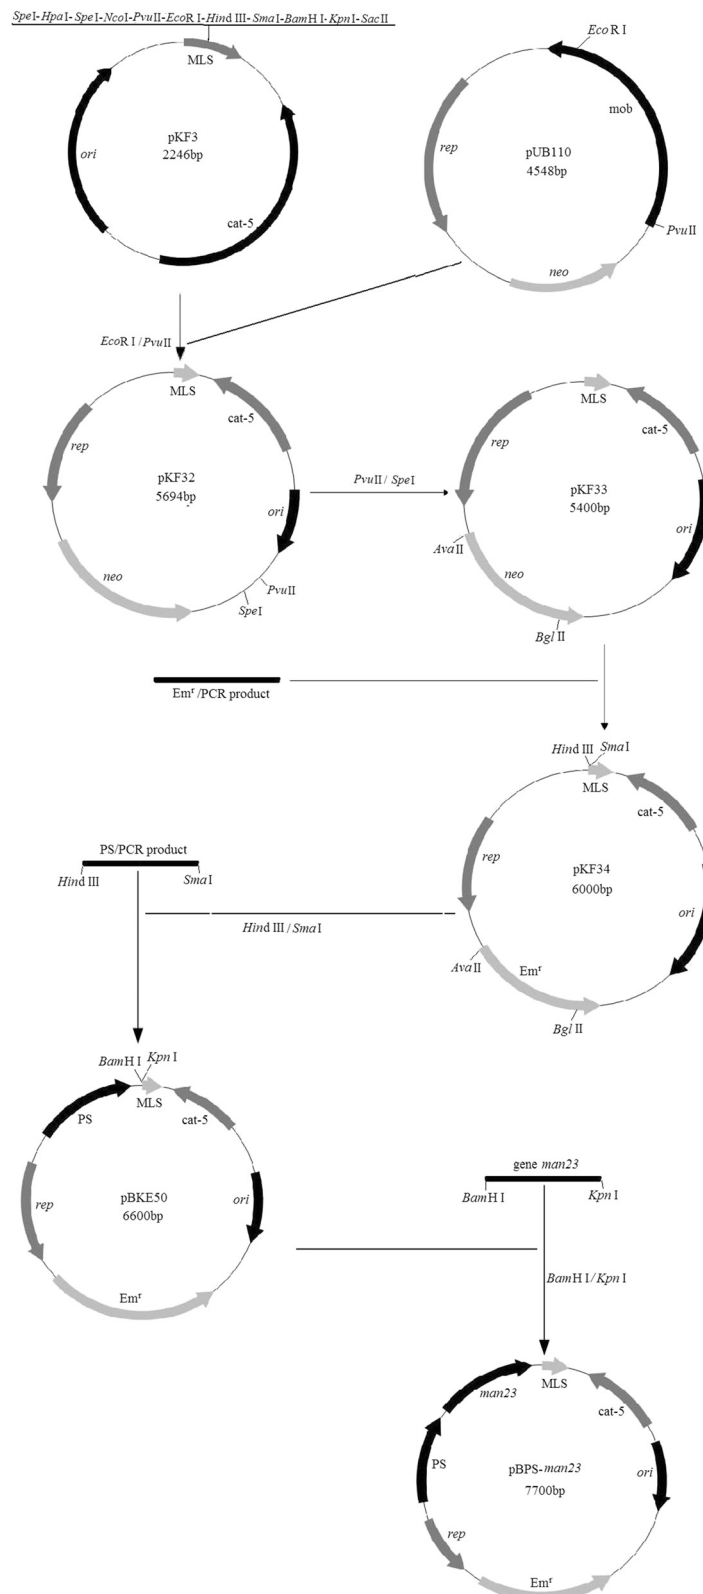 SpeI-HpaI-SpeI-NcoI-PvuII-EcoR I-Hind III-SmaI-BamH I-KpnI-SacII
MLS
pKF3
2246bp
ori
cat-5
EcoR I
mob
pUB110
4548bp
rep
PvuII
neo
EcoR I/PvuII
MLS
cat-5
rep
pKF32
5694bp
ori
neo
PvuII
SpeI
PvuII/ SpeI
MLS
cat-5
rep
pKF33
5400bp
ori
AvaII
neo
Bgl II
Emʳ/PCR product
Hind III
SmaI
MLS
cat-5
rep
pKF34
6000bp
ori
AvaII
Emʳ
Bgl II
PS/PCR product
Hind III
SmaI
Hind III/SmaI
BamH I
KpnI
MLS
PS
cat-5
rep
pBKE50
6600bp
ori
Emʳ
gene man23
BamH I
KpnI
BamH I/KpnI
MLS
man23
cat-5
PS
pBPS-man23
7700bp
ori
rep
Emʳ